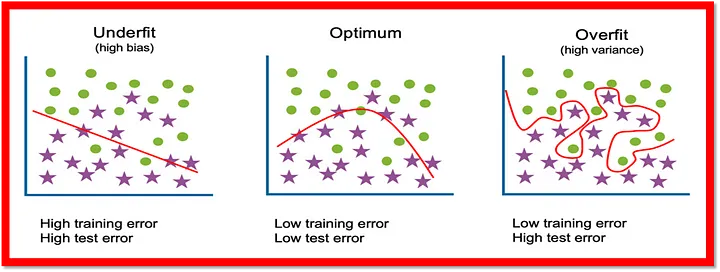 Underfit
(high bias)
Optimum
Overfit
(high variance)
High training error
High test error
Low training error
Low test error
Low training error
High test error